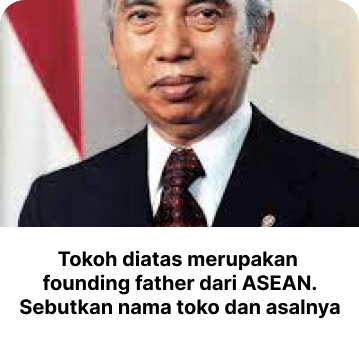 Tokoh diatas merupakan
founding father dari ASEAN.
Sebutkan nama toko dan asalnya